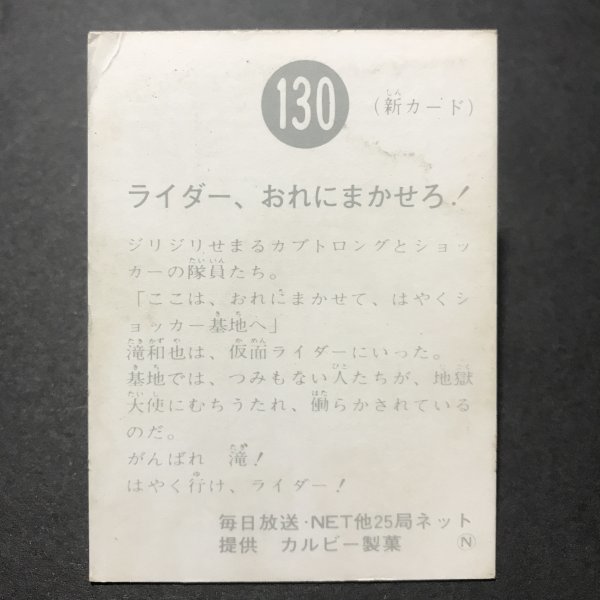 130
(新カード)
ライダー、おれにまかせろ!
ジリジリせまるカブトロングとショッ
カーの隊員たち。
「ここは、おれにまかせて、はやくシ
ョッカー基地へ」
滝和也は、仮面ライダーにいった。
基地では、つみもない人たちが、地獄
大使にむちうたれ、働らかされている
のだ。
がんばれ 滝!
はやく行け、ライダー!
毎日放送・NET他25局ネット
提供 カルビー製菓 Ⓝ